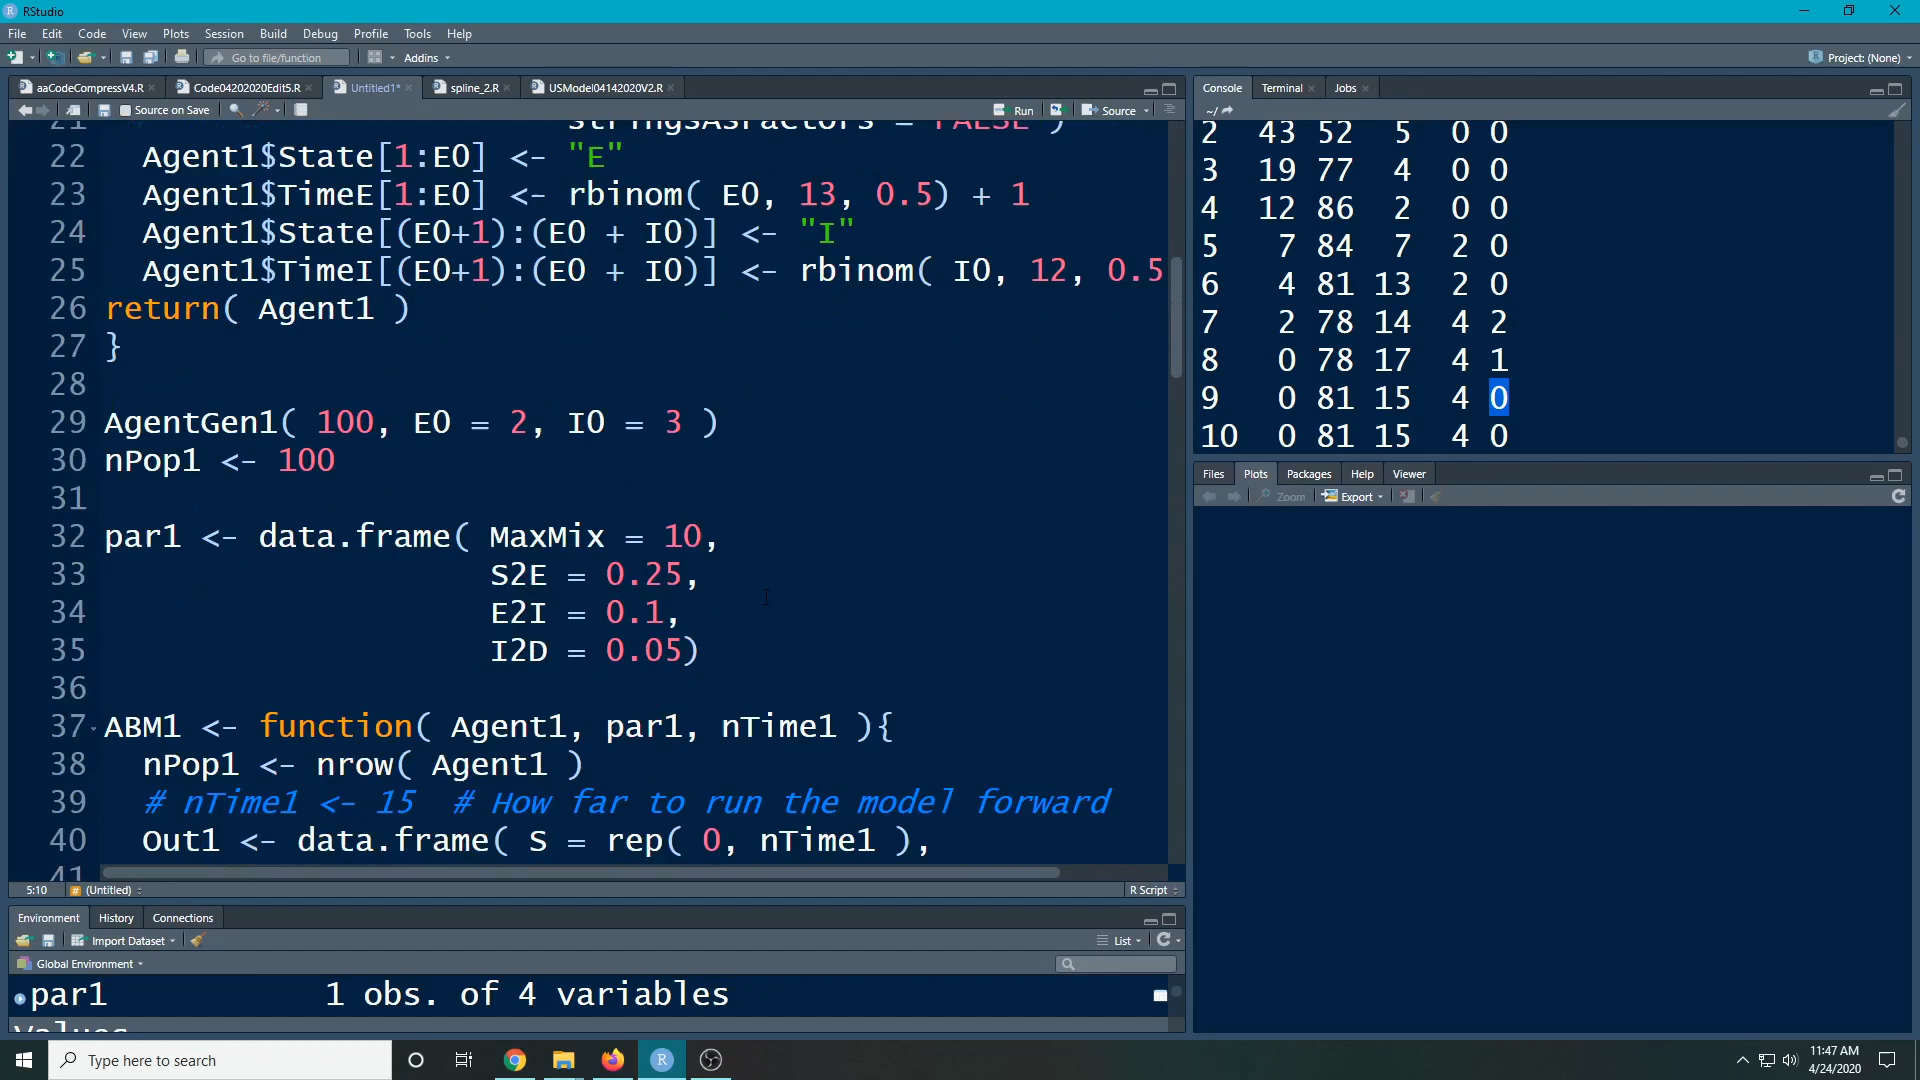 RStudio
File Edit Code View Plots Session Build Debug Profile Tools Help
Go to file/function Addins Project: (None)
aaCodeCompressV4.R Code04202020Edit5.R Untitled1* spline_2.R USModel04142020V2.R
Source on Save Run Source
21 stringsAsFactors = FALSE )
22 Agent1$State[1:E0] <- "E"
23 Agent1$TimeE[1:E0] <- rbinom( E0, 13, 0.5) + 1
24 Agent1$State[(E0+1):(E0 + I0)] <- "I"
25 Agent1$TimeI[(E0+1):(E0 + I0)] <- rbinom( I0, 12, 0.5
26 return( Agent1 )
27 }
28
29 AgentGen1( 100, E0 = 2, I0 = 3 )
30 nPop1 <- 100
31
32 par1 <- data.frame( MaxMix = 10,
33 S2E = 0.25,
34 E2I = 0.1,
35 I2D = 0.05)
36
37 ABM1 <- function( Agent1, par1, nTime1 ){
38 nPop1 <- nrow( Agent1 )
39 # nTime1 <- 15 # How far to run the model forward
40 Out1 <- data.frame( S = rep( 0, nTime1 ),
41
5:10 # (Untitled) R Script
Environment History Connections
Import Dataset List
Global Environment
par1 1 obs. of 4 variables
Values
Console Terminal Jobs
~/
2 43 52 5 0 0
3 19 77 4 0 0
4 12 86 2 0 0
5 7 84 7 2 0
6 4 81 13 2 0
7 2 78 14 4 2
8 0 78 17 4 1
9 0 81 15 4 0
10 0 81 15 4 0
Files Plots Packages Help Viewer
Zoom Export
Type here to search
11:47 AM
4/24/2020